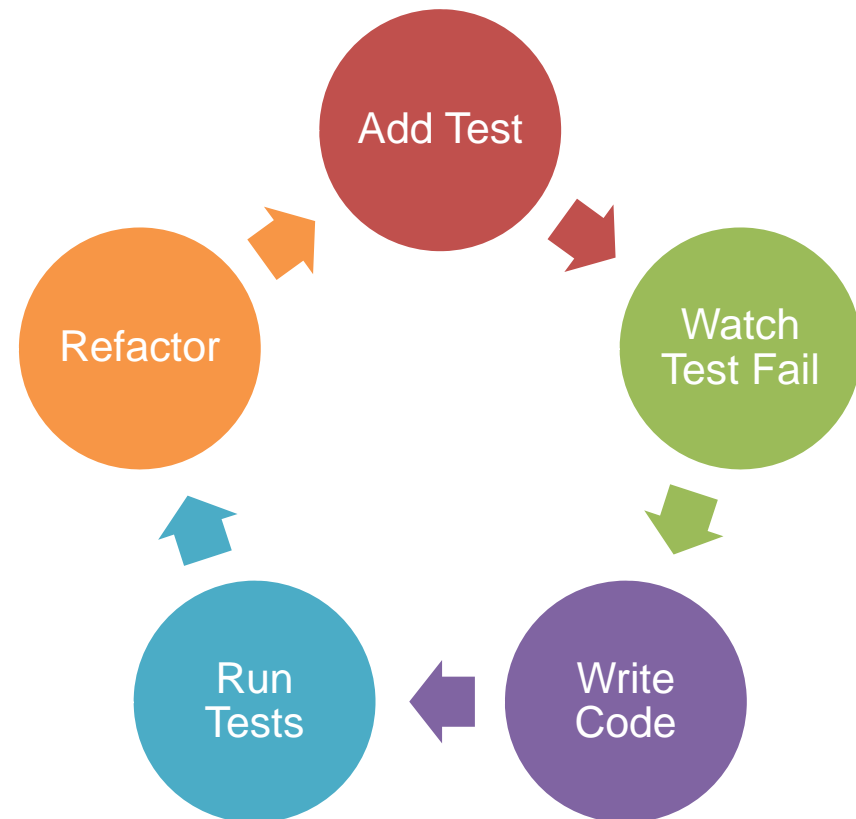 Add Test
Watch
Test Fail
Write
Code
Run
Tests
Refactor